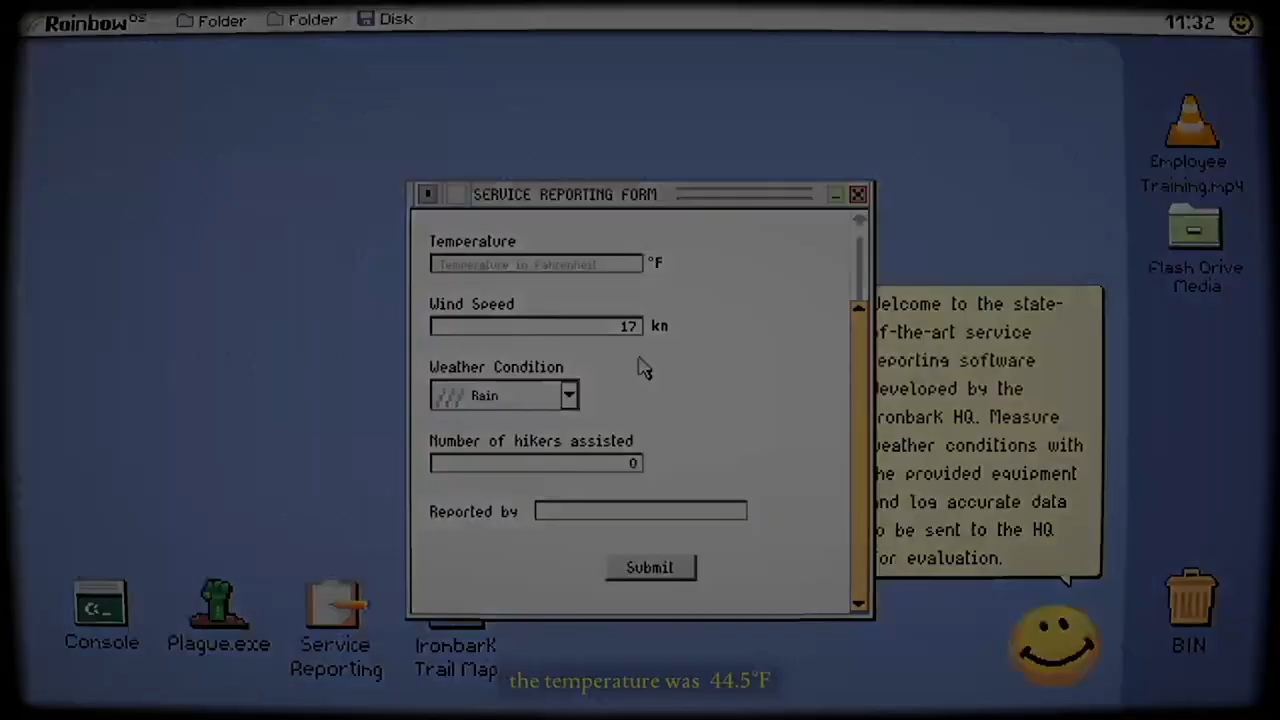 Rainbow OS
Folder
Folder
Disk
11:32
Employee
Training.mp4
Flash Drive
Media
SERVICE REPORTING FORM
Temperature
Temperature in Fahrenheit
°F
Wind Speed
17
kn
Weather Condition
Rain
Number of hikers assisted
0
Reported by
Submit
Welcome to the state-
of-the-art service
reporting software
developed by the
Ironbark HQ. Measure
weather conditions with
the provided equipment
and log accurate data
to be sent to the HQ
for evaluation.
Console
Plague.exe
Service
Reporting
Ironbark
Trail Map
BIN
the temperature was 44.5°F